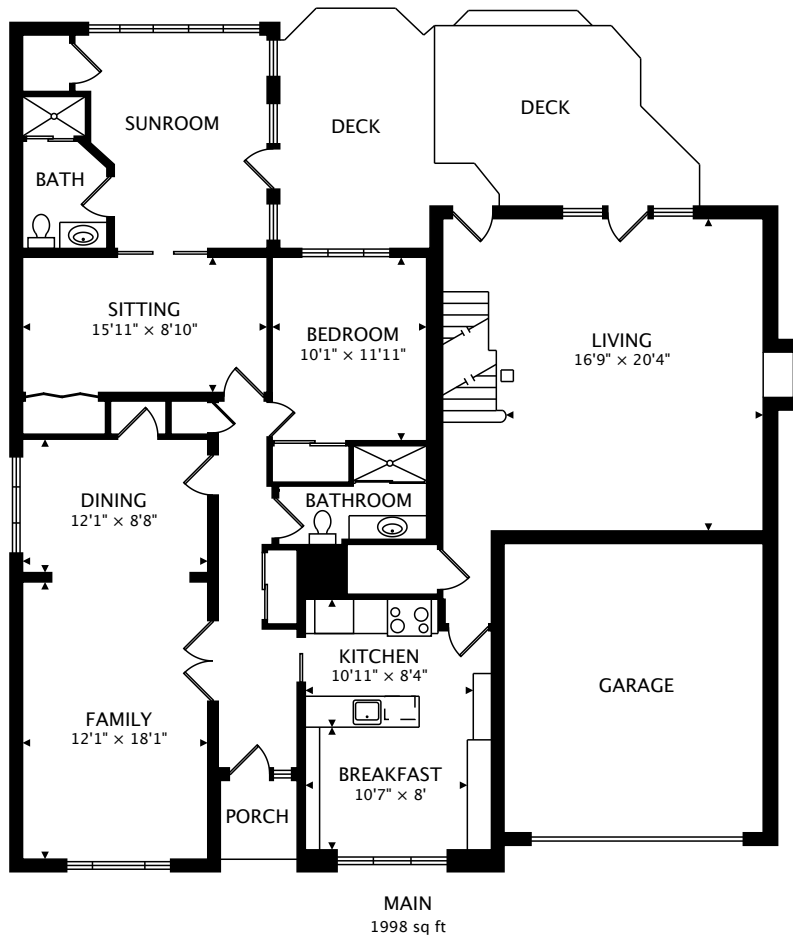 SUNROOM
DECK
DECK
BATH
SITTING
15'11" × 8'10"
BEDROOM
10'1" × 11'11"
LIVING
16'9" × 20'4"
DINING
12'1" × 8'8"
BATHROOM
KITCHEN
10'11" × 8'4"
GARAGE
FAMILY
12'1" × 18'1"
BREAKFAST
10'7" × 8'
PORCH
MAIN
1998 sq ft